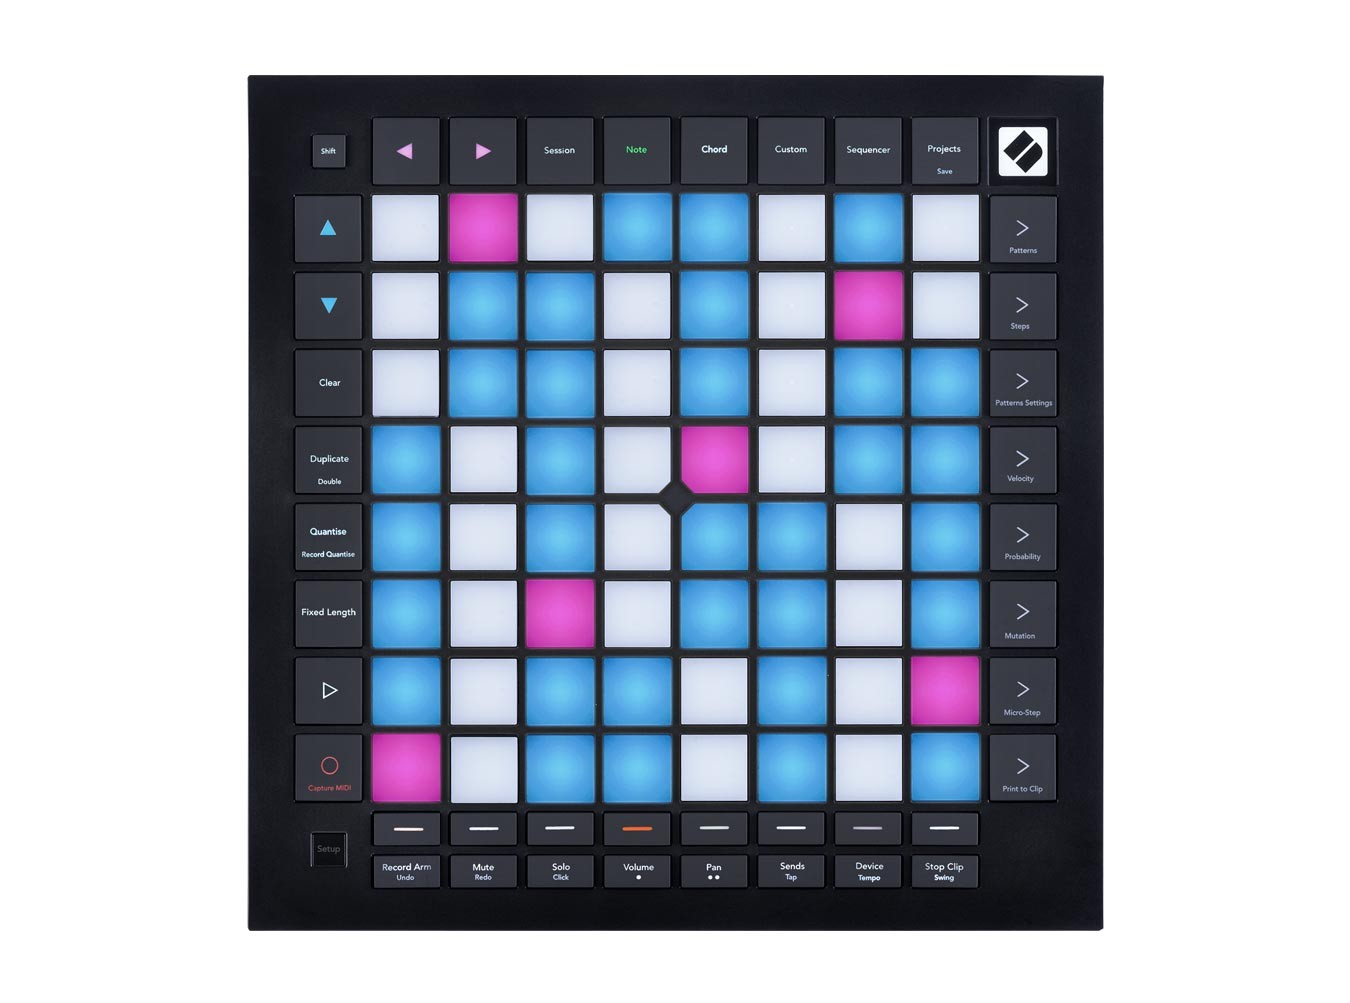 Shift
Session
Note
Chord
Custom
Sequencer
Projects
Save
Patterns
Steps
Clear
Patterns Settings
Duplicate
Double
Velocity
Quantise
Record Quantise
Probability
Fixed Length
Mutation
Micro-Step
Capture MIDI
Print to Clip
Setup
Record Arm
Undo
Mute
Redo
Solo
Click
Volume
Pan
Sends
Tap
Device
Tempo
Stop Clip
Swing